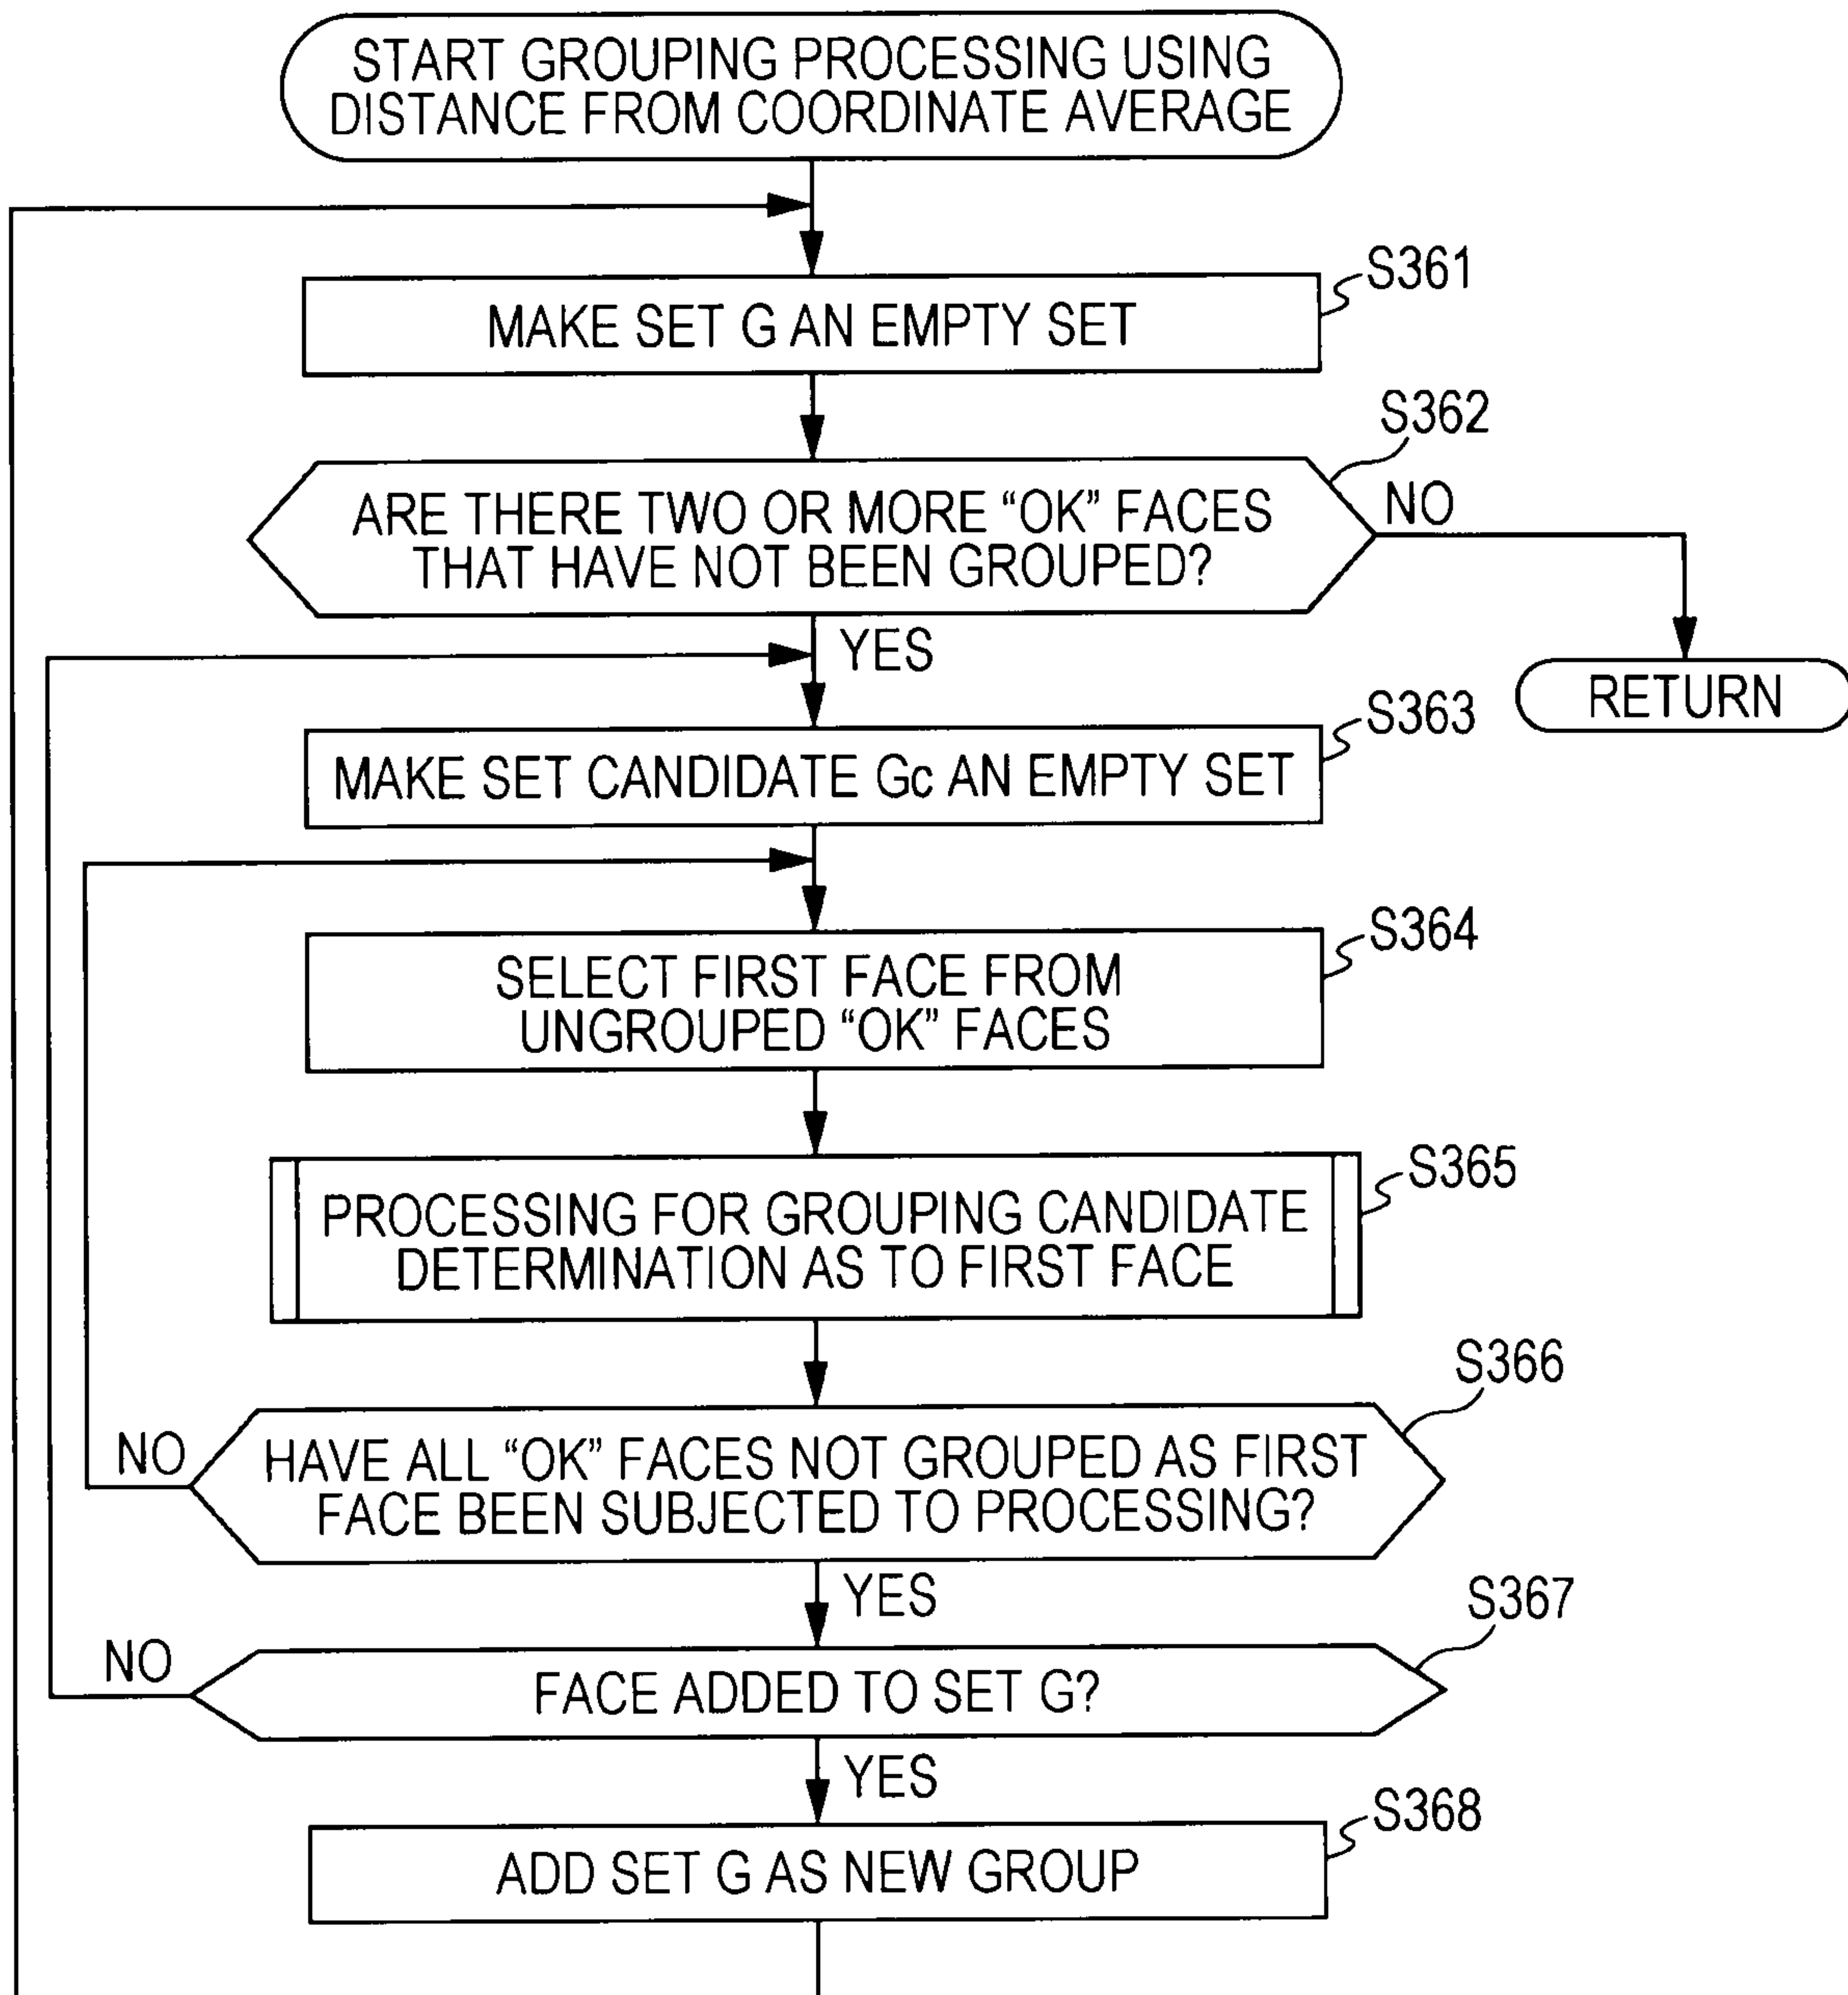 START GROUPING PROCESSING USING
DISTANCE FROM COORDINATE AVERAGE
S361
MAKE SET G AN EMPTY SET
S362
ARE THERE TWO OR MORE “OK” FACES
THAT HAVE NOT BEEN GROUPED?
NO
YES
RETURN
S363
MAKE SET CANDIDATE Gc AN EMPTY SET
S364
SELECT FIRST FACE FROM
UNGROUPED “OK” FACES
S365
PROCESSING FOR GROUPING CANDIDATE
DETERMINATION AS TO FIRST FACE
S366
NO
HAVE ALL “OK” FACES NOT GROUPED AS FIRST
FACE BEEN SUBJECTED TO PROCESSING?
YES
S367
NO
FACE ADDED TO SET G?
YES
S368
ADD SET G AS NEW GROUP